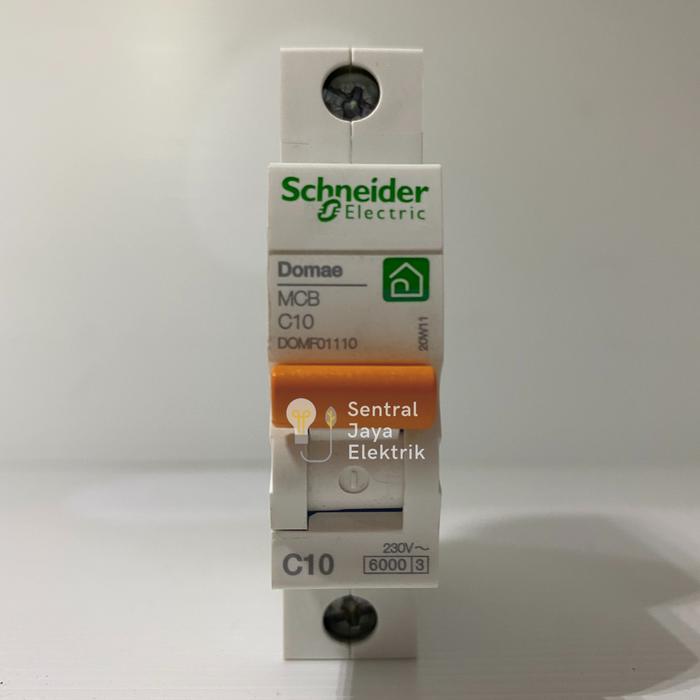 Schneider
Electric
Domae
MCB
C10
DOMF01110
20W11
Sentral
Jaya
Elektrik
C10
230V~
6000 3